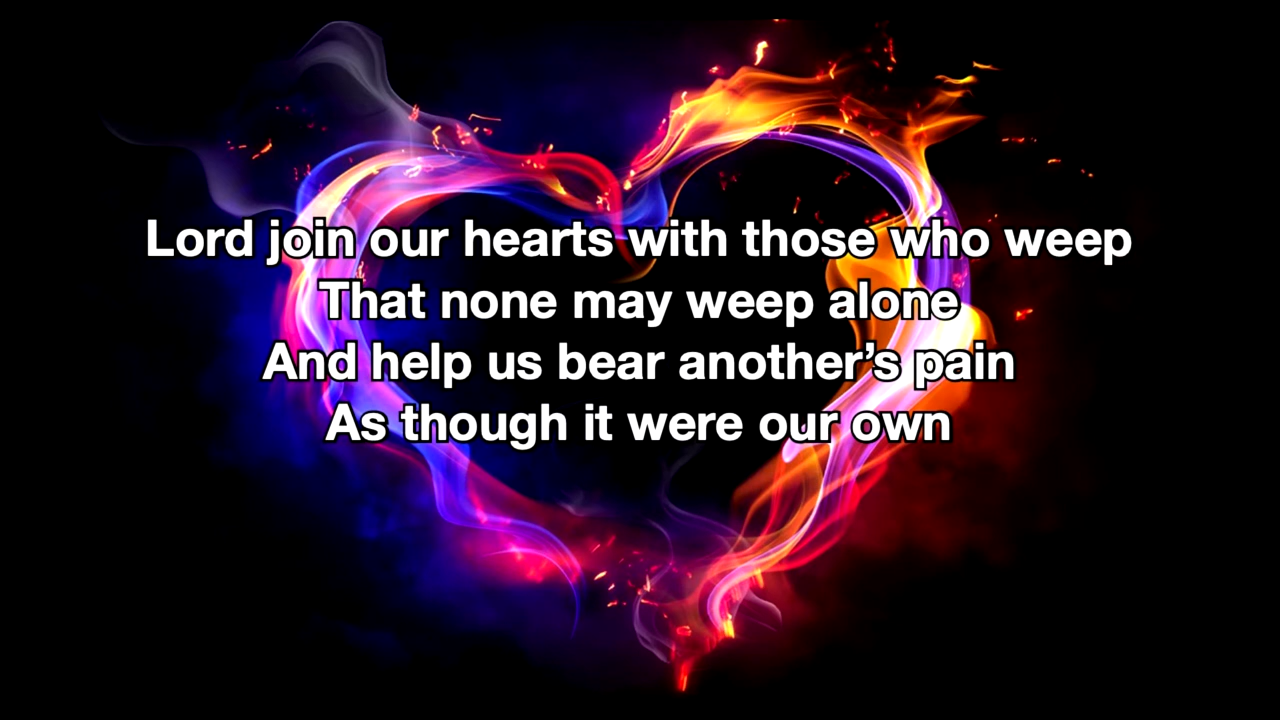 Lord join our hearts with those who weep
That none may weep alone
And help us bear another’s pain
As though it were our own